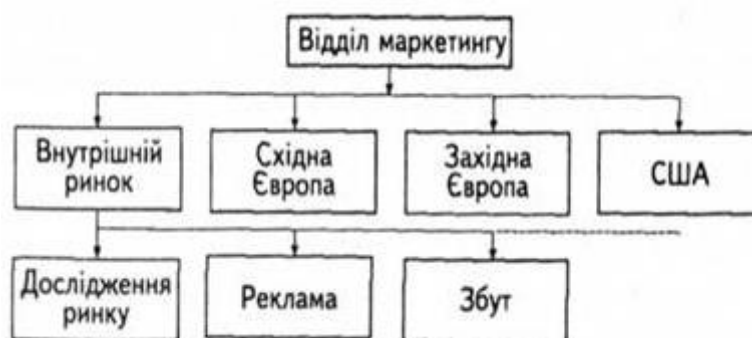 Відділ маркетингу
Внутрішній
ринок
Східна
Європа
Західна
Європа
США
Дослідження
ринку
Реклама
Збут